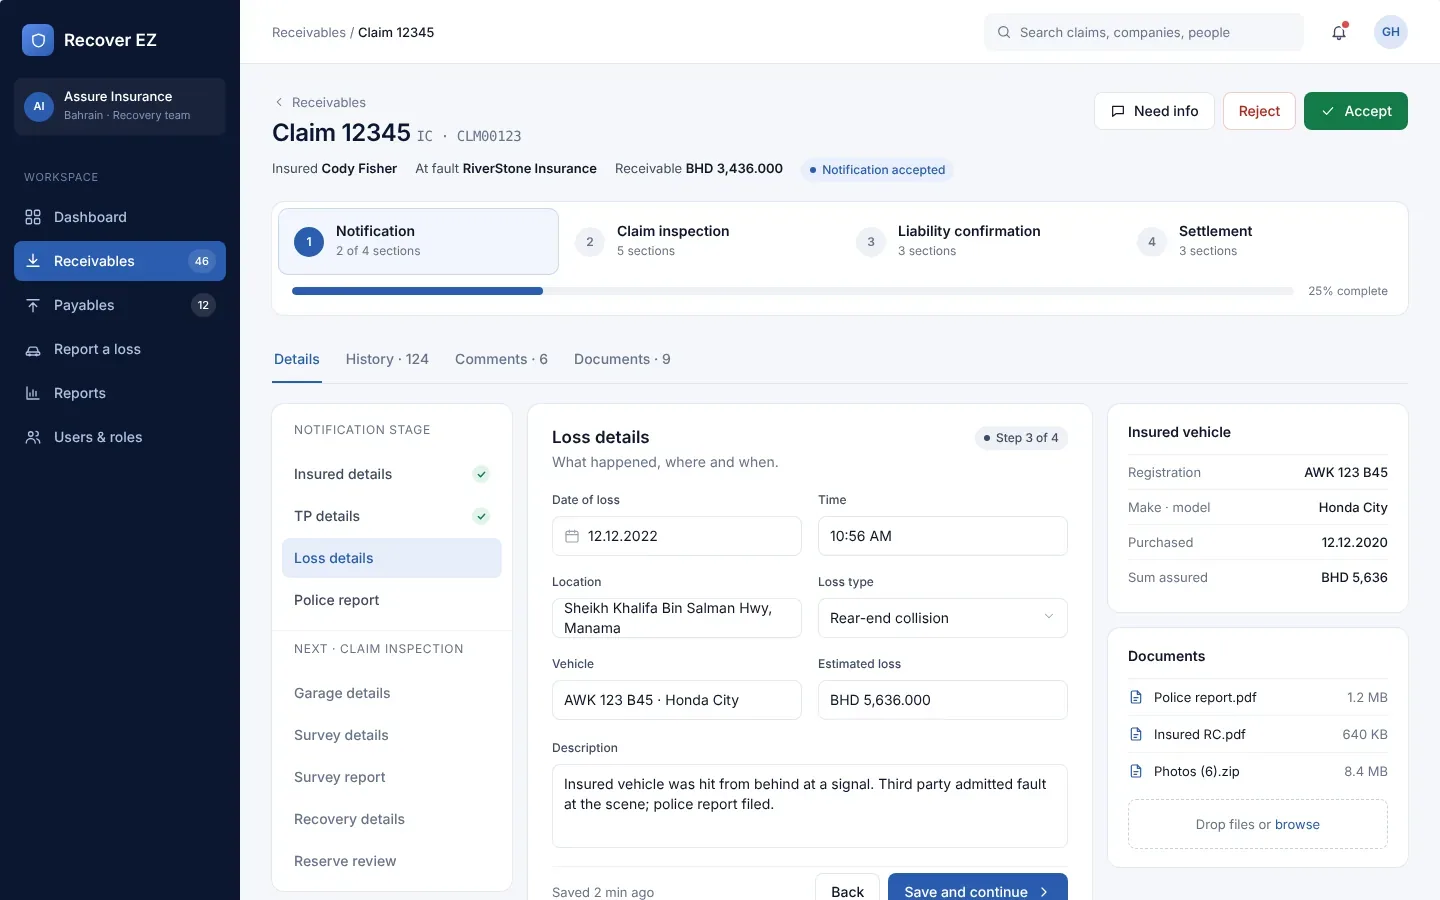 Recover EZ
AI
Assure Insurance
Bahrain · Recovery team
WORKSPACE
Dashboard
Receivables 46
Payables 12
Report a loss
Reports
Users & roles
Receivables / Claim 12345
Search claims, companies, people
GH
Receivables
Claim 12345 IC · CLM00123
Need info
Reject
Accept
Insured Cody Fisher At fault RiverStone Insurance Receivable BHD 3,436.000 Notification accepted
1 Notification
2 of 4 sections
2 Claim inspection
5 sections
3 Liability confirmation
3 sections
4 Settlement
3 sections
25% complete
Details History · 124 Comments · 6 Documents · 9
NOTIFICATION STAGE
Insured details
TP details
Loss details
Police report
NEXT · CLAIM INSPECTION
Garage details
Survey details
Survey report
Recovery details
Reserve review
Loss details
Step 3 of 4
What happened, where and when.
Date of loss
12.12.2022
Time
10:56 AM
Location
Sheikh Khalifa Bin Salman Hwy,
Manama
Loss type
Rear-end collision
Vehicle
AWK 123 B45 · Honda City
Estimated loss
BHD 5,636.000
Description
Insured vehicle was hit from behind at a signal. Third party admitted fault
at the scene; police report filed.
Saved 2 min ago
Back
Save and continue
Insured vehicle
Registration AWK 123 B45
Make · model Honda City
Purchased 12.12.2020
Sum assured BHD 5,636
Documents
Police report.pdf 1.2 MB
Insured RC.pdf 640 KB
Photos (6).zip 8.4 MB
Drop files or browse